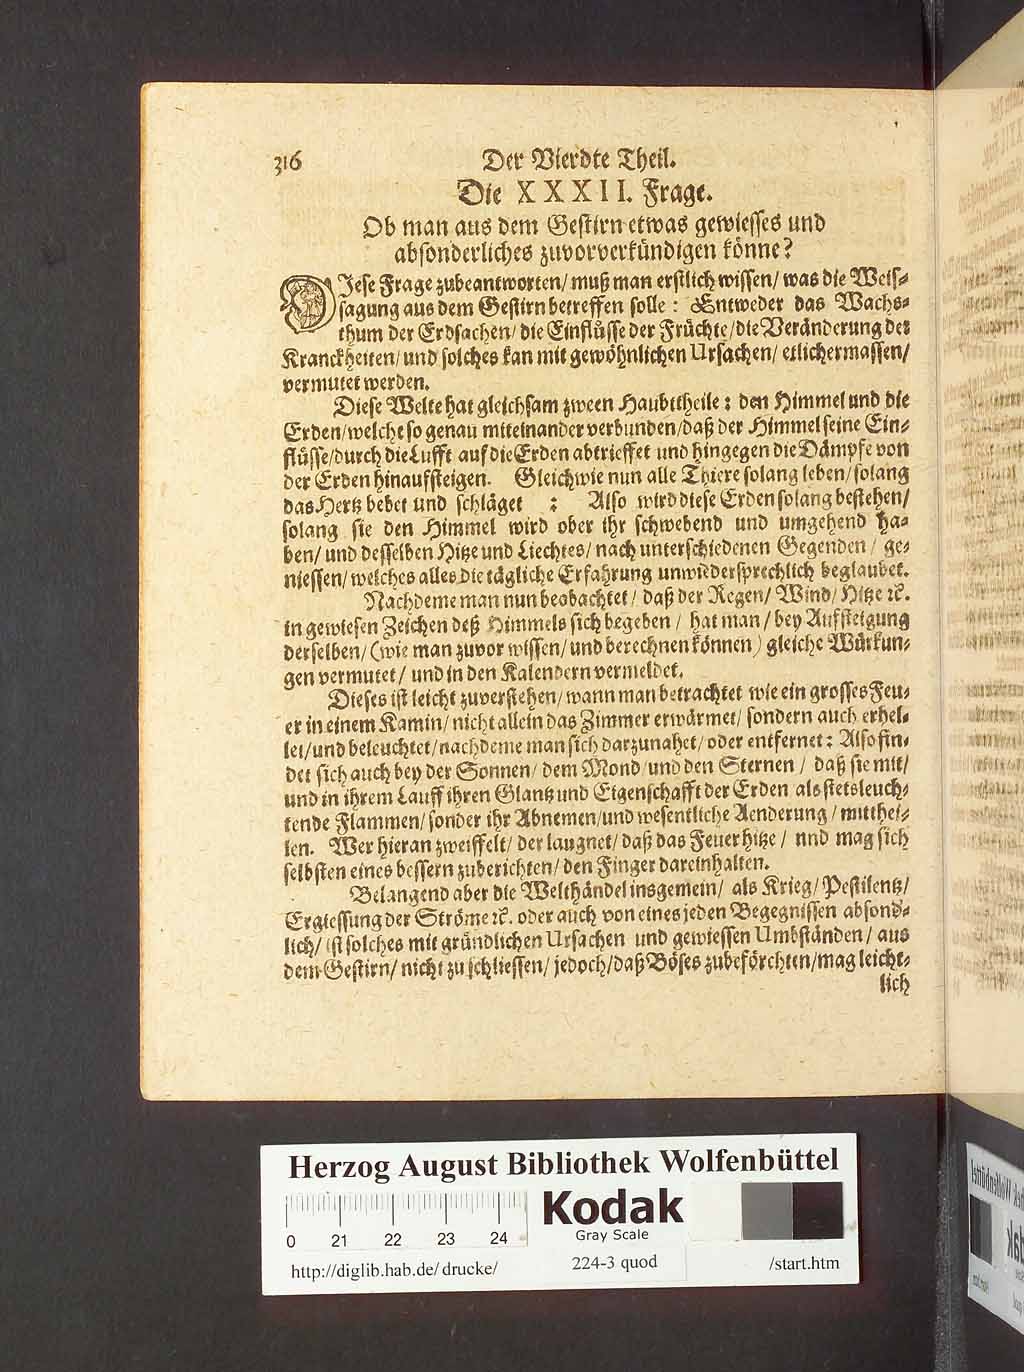 316 Der Vierdte Theil.
Die XXXII. Frage.
Ob man aus dem Gestirn etwas gewiesses und
absonderliches zuvorverkündigen könne?
DIese Frage zubeantworten/ muß man erstlich wissen/ was die Weis-
sagung aus dem Gestirn betreffen solle: Entweder das Wachs-
thum der Erdsachen/ die Einflüsse der Früchte/ die Veränderung der
Kranckheiten/ und solches kan mit gewöhnlichen Ursachen/ etlichermassen/
vermutet werden.
Diese Welte hat gleichsam zween Haubttheile: den Himmel und die
Erden/ welche so genau miteinander verbunden/ daß der Himmel seine Ein-
flüsse/ durch die Lufft auf die Erden abtrieffet und hingegen die Dämpfe von
der Erden hinaufsteigen. Gleichwie nun alle Thiere solang leben/ solang
das Hertz bebet und schläget : Also wird diese Erden solang bestehen/
solang sie den Himmel wird ober ihr schwebend und umgehend ha-
ben/ und desselben Hitze und Liechtes/ nach unterschiedenen Gegenden / ge-
niessen/ welches alles die tägliche Erfahrung unwiedersprechlich beglaubet.
Nachdeme man nun beobachtet/ daß der Regen/ Wind/ Hitze ꝛc.
in gewiesen Zeichen deß Himmels sich begeben / hat man / bey Aufsteigung
derselben/ (wie man zuvor wissen/ und berechnen können) gleiche Würkun-
gen vermutet/ und in den Kalendern vermeldet.
Dieses ist leicht zuverstehen/ wann man betrachtet wie ein grosses Feu-
er in einem Kamin/ nicht allein das Zimmer erwärmet/ sondern auch erhel-
let/ und beleuchtet/ nachdeme man sich darzunahet/ oder entfernet: Also fin-
det sich auch bey der Sonnen/ dem Mond/ und den Sternen / daß sie mit/
und in ihrem Lauff ihren Glantz und Eigenschafft der Erden als stetsleuch-
tende Flammen/ sonder ihr Abnemen/ und wesentliche Aenderung / mitthei-
len. Wer hieran zweiffelt/ der laugnet/ daß das Feuer hitze / nnd mag sich
selbsten eines bessern zuberichten/ den Finger dareinhalten.
Belangend aber die Welthändel insgemein/ als Krieg/ Pestilentz/
Ergiessung der Ströme ꝛc. oder auch von eines jeden Begegnissen absond-
lich/ ist solches mit gründlichen Ursachen und gewiessen Umbständen/ aus
dem Gestirn/ nicht zu schliessen/ jedoch/ daß Böses zubeförchten/ mag leicht-
lich
Herzog August Bibliothek Wolfenbüttel
0 21 22 23 24
Kodak
Gray Scale
http://diglib.hab.de/ drucke/ 224-3 quod /start.htm